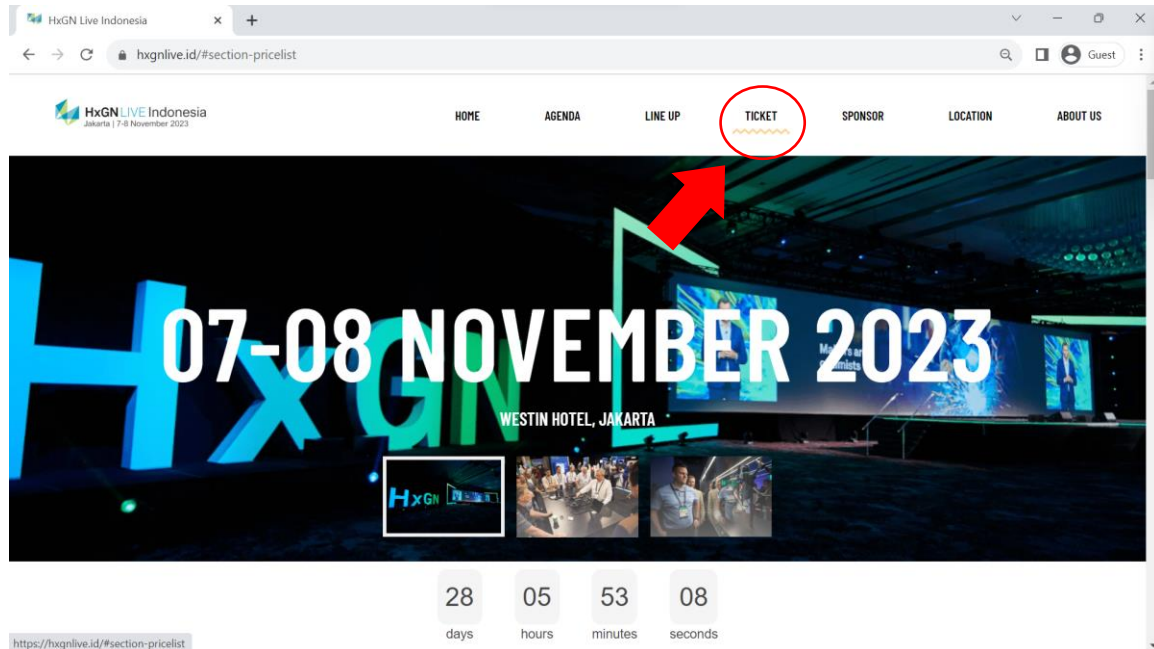 HxGN Live Indonesia
hxgnlive.id/#section-pricelist
Guest
HxGN LIVE Indonesia
Jakarta | 7-8 November 2023
HOME
AGENDA
LINE UP
TICKET
SPONSOR
LOCATION
ABOUT US
HxGN
07-08 NOVEMBER 2023
WESTIN HOTEL, JAKARTA
HxGN
28
05
53
08
days
hours
minutes
seconds
https://hxgnlive.id/#section-pricelist